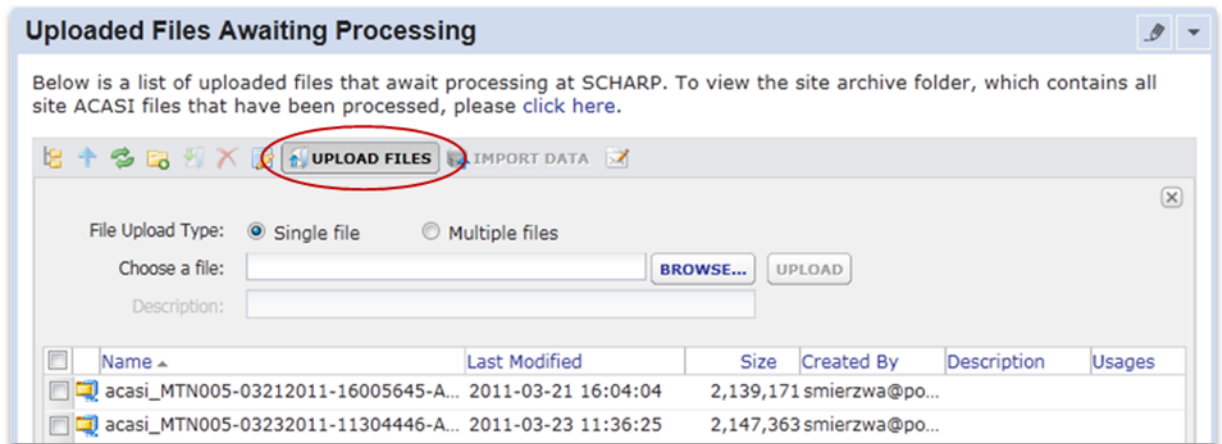 Uploaded Files Awaiting Processing
Below is a list of uploaded files that await processing at SCHARP. To view the site archive folder, which contains all
site ACASI files that have been processed, please click here.
UPLOAD FILES IMPORT DATA
File Upload Type: Single file Multiple files
Choose a file: BROWSE... UPLOAD
Description:
Name Last Modified Size Created By Description Usages
acasi_MTN005-03212011-16005645-A... 2011-03-21 16:04:04 2,139,171 smierzwa@po...
acasi_MTN005-03232011-11304446-A... 2011-03-23 11:36:25 2,147,363 smierzwa@po...